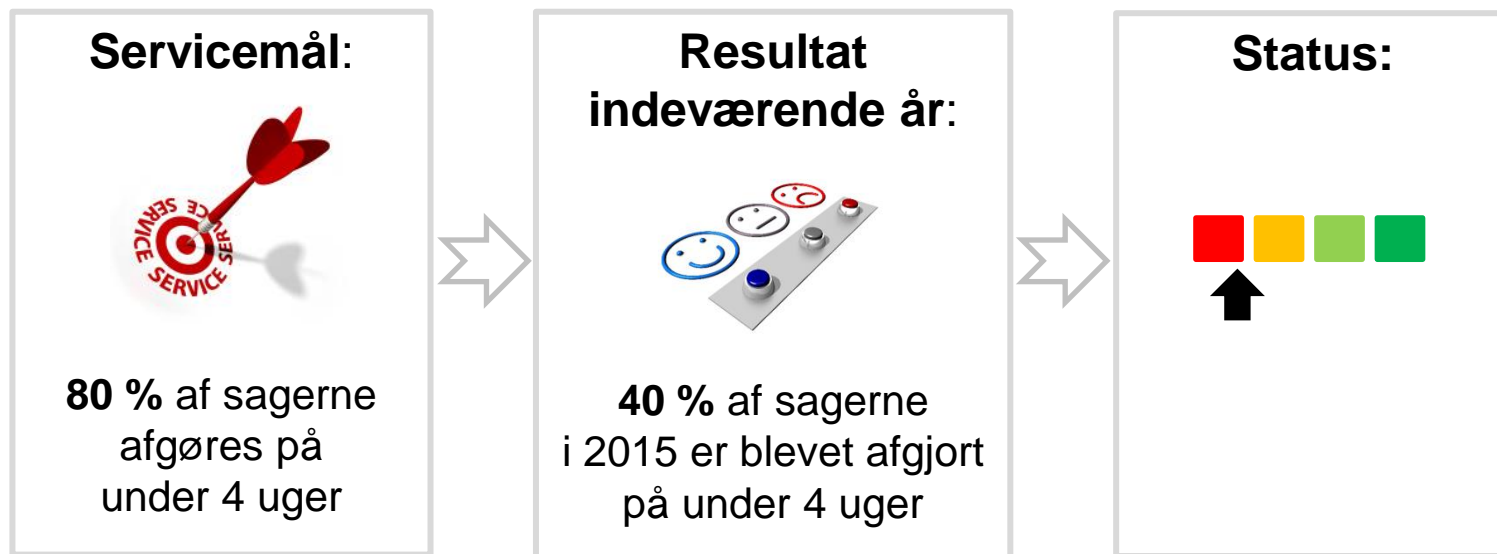 Servicemål:
SERVICE SERVICE SERVICE
80 % af sagerne
afgøres på
under 4 uger
Resultat
indeværende år:
40 % af sagerne
i 2015 er blevet afgjort
på under 4 uger
Status: